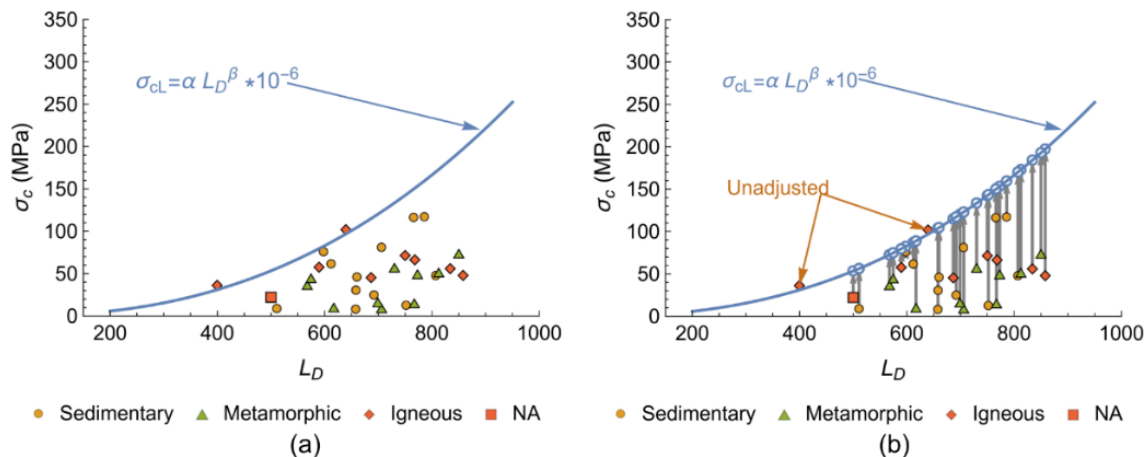 350
300
250
200
150
100
50
0
σc (MPa)
σcL=α LD^β *10^−6
200 400 600 800 1000
LD
Sedimentary Metamorphic Igneous NA
(a)
350
300
250
200
150
100
50
0
σc (MPa)
σcL=α LD^β *10^−6
Unadjusted
200 400 600 800 1000
LD
Sedimentary Metamorphic Igneous NA
(b)